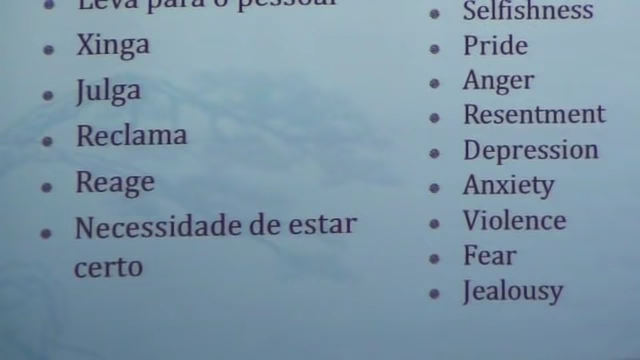 Leva para o pessoal
Xinga
Julga
Reclama
Reage
Necessidade de estar
certo
Selfishness
Pride
Anger
Resentment
Depression
Anxiety
Violence
Fear
Jealousy